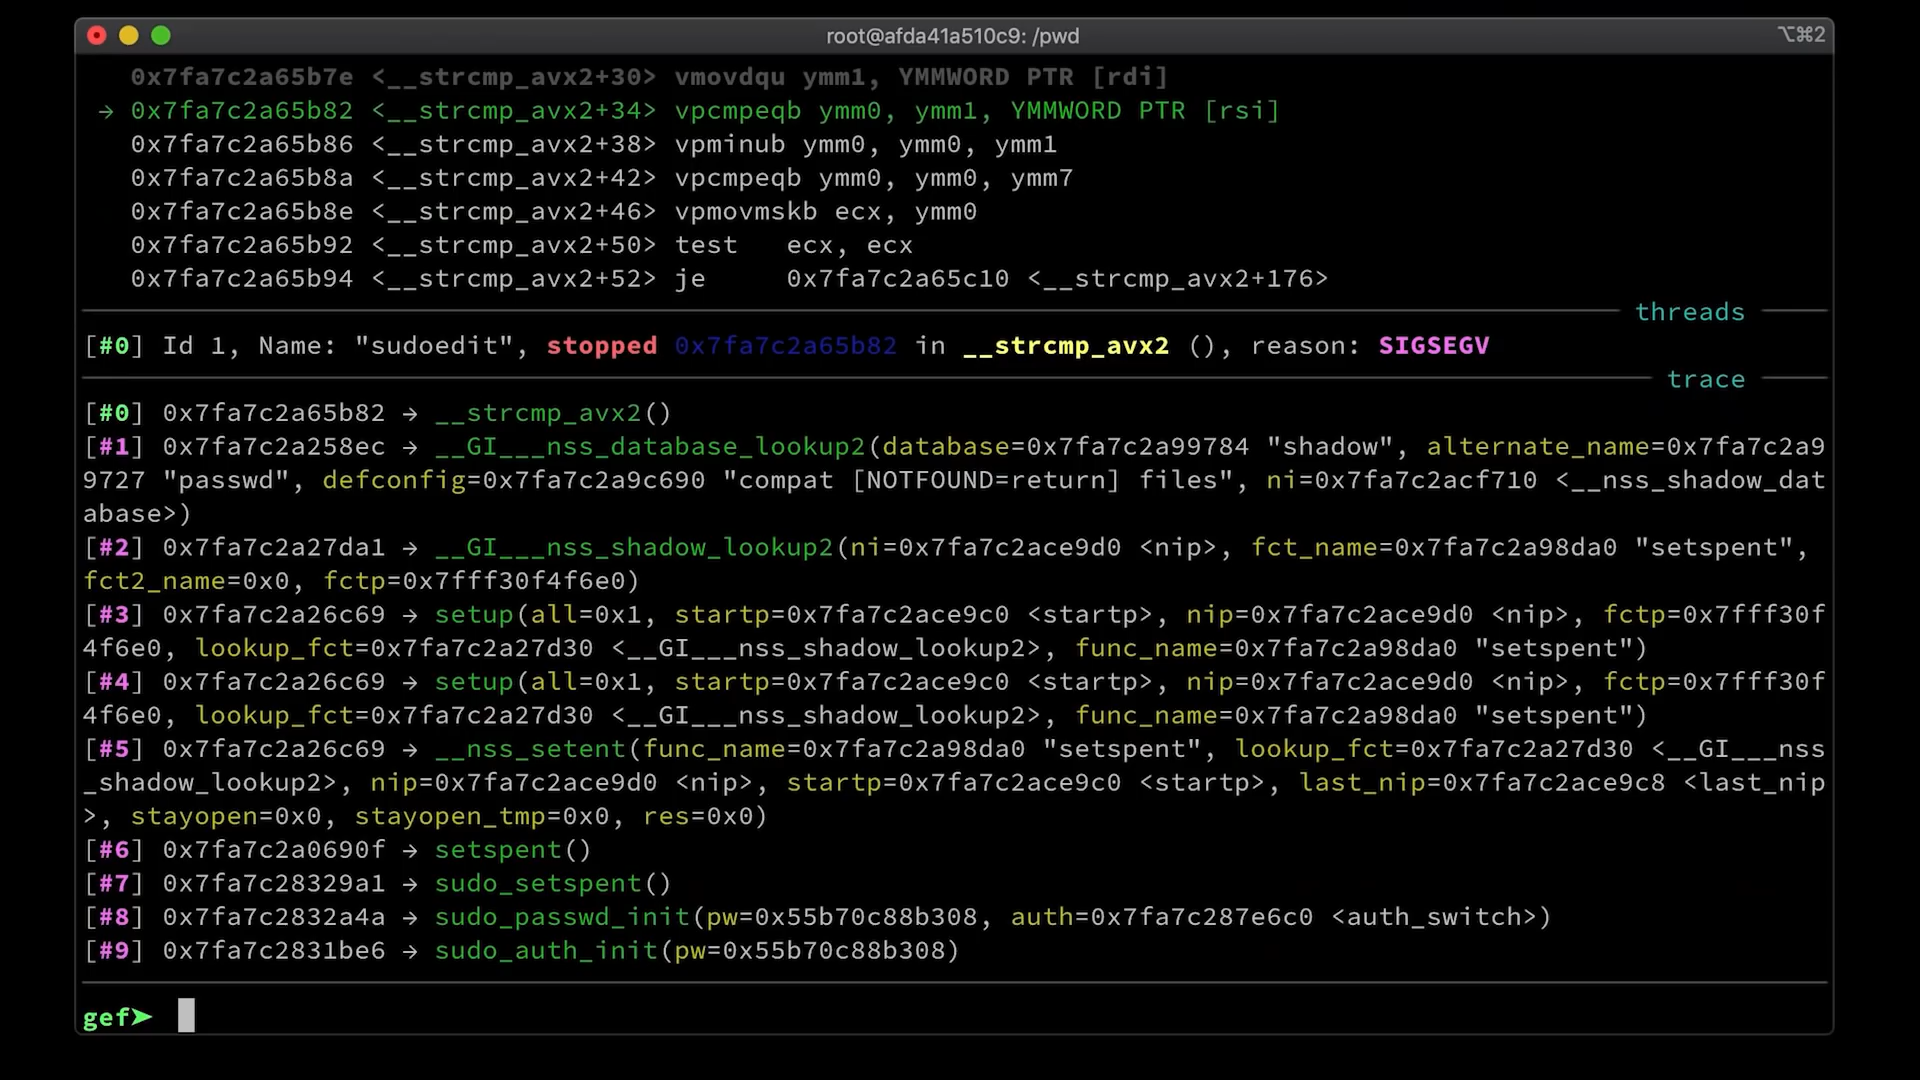 root@afda41a510c9: /pwd
⌥⌘2
0x7fa7c2a65b7e <__strcmp_avx2+30> vmovdqu ymm1, YMMWORD PTR [rdi]
→ 0x7fa7c2a65b82 <__strcmp_avx2+34> vpcmpeqb ymm0, ymm1, YMMWORD PTR [rsi]
0x7fa7c2a65b86 <__strcmp_avx2+38> vpminub ymm0, ymm0, ymm1
0x7fa7c2a65b8a <__strcmp_avx2+42> vpcmpeqb ymm0, ymm0, ymm7
0x7fa7c2a65b8e <__strcmp_avx2+46> vpmovmskb ecx, ymm0
0x7fa7c2a65b92 <__strcmp_avx2+50> test   ecx, ecx
0x7fa7c2a65b94 <__strcmp_avx2+52> je     0x7fa7c2a65c10 <__strcmp_avx2+176>
threads
[#0] Id 1, Name: "sudoedit", stopped 0x7fa7c2a65b82 in __strcmp_avx2 (), reason: SIGSEGV
trace
[#0] 0x7fa7c2a65b82 → __strcmp_avx2()
[#1] 0x7fa7c2a258ec → __GI___nss_database_lookup2(database=0x7fa7c2a99784 "shadow", alternate_name=0x7fa7c2a9
9727 "passwd", defconfig=0x7fa7c2a9c690 "compat [NOTFOUND=return] files", ni=0x7fa7c2acf710 <__nss_shadow_dat
abase>)
[#2] 0x7fa7c2a27da1 → __GI___nss_shadow_lookup2(ni=0x7fa7c2ace9d0 <nip>, fct_name=0x7fa7c2a98da0 "setspent",
fct2_name=0x0, fctp=0x7fff30f4f6e0)
[#3] 0x7fa7c2a26c69 → setup(all=0x1, startp=0x7fa7c2ace9c0 <startp>, nip=0x7fa7c2ace9d0 <nip>, fctp=0x7fff30f
4f6e0, lookup_fct=0x7fa7c2a27d30 <__GI___nss_shadow_lookup2>, func_name=0x7fa7c2a98da0 "setspent")
[#4] 0x7fa7c2a26c69 → setup(all=0x1, startp=0x7fa7c2ace9c0 <startp>, nip=0x7fa7c2ace9d0 <nip>, fctp=0x7fff30f
4f6e0, lookup_fct=0x7fa7c2a27d30 <__GI___nss_shadow_lookup2>, func_name=0x7fa7c2a98da0 "setspent")
[#5] 0x7fa7c2a26c69 → __nss_setent(func_name=0x7fa7c2a98da0 "setspent", lookup_fct=0x7fa7c2a27d30 <__GI___nss
_shadow_lookup2>, nip=0x7fa7c2ace9d0 <nip>, startp=0x7fa7c2ace9c0 <startp>, last_nip=0x7fa7c2ace9c8 <last_nip
>, stayopen=0x0, stayopen_tmp=0x0, res=0x0)
[#6] 0x7fa7c2a0690f → setspent()
[#7] 0x7fa7c28329a1 → sudo_setspent()
[#8] 0x7fa7c2832a4a → sudo_passwd_init(pw=0x55b70c88b308, auth=0x7fa7c287e6c0 <auth_switch>)
[#9] 0x7fa7c2831be6 → sudo_auth_init(pw=0x55b70c88b308)
gef➤